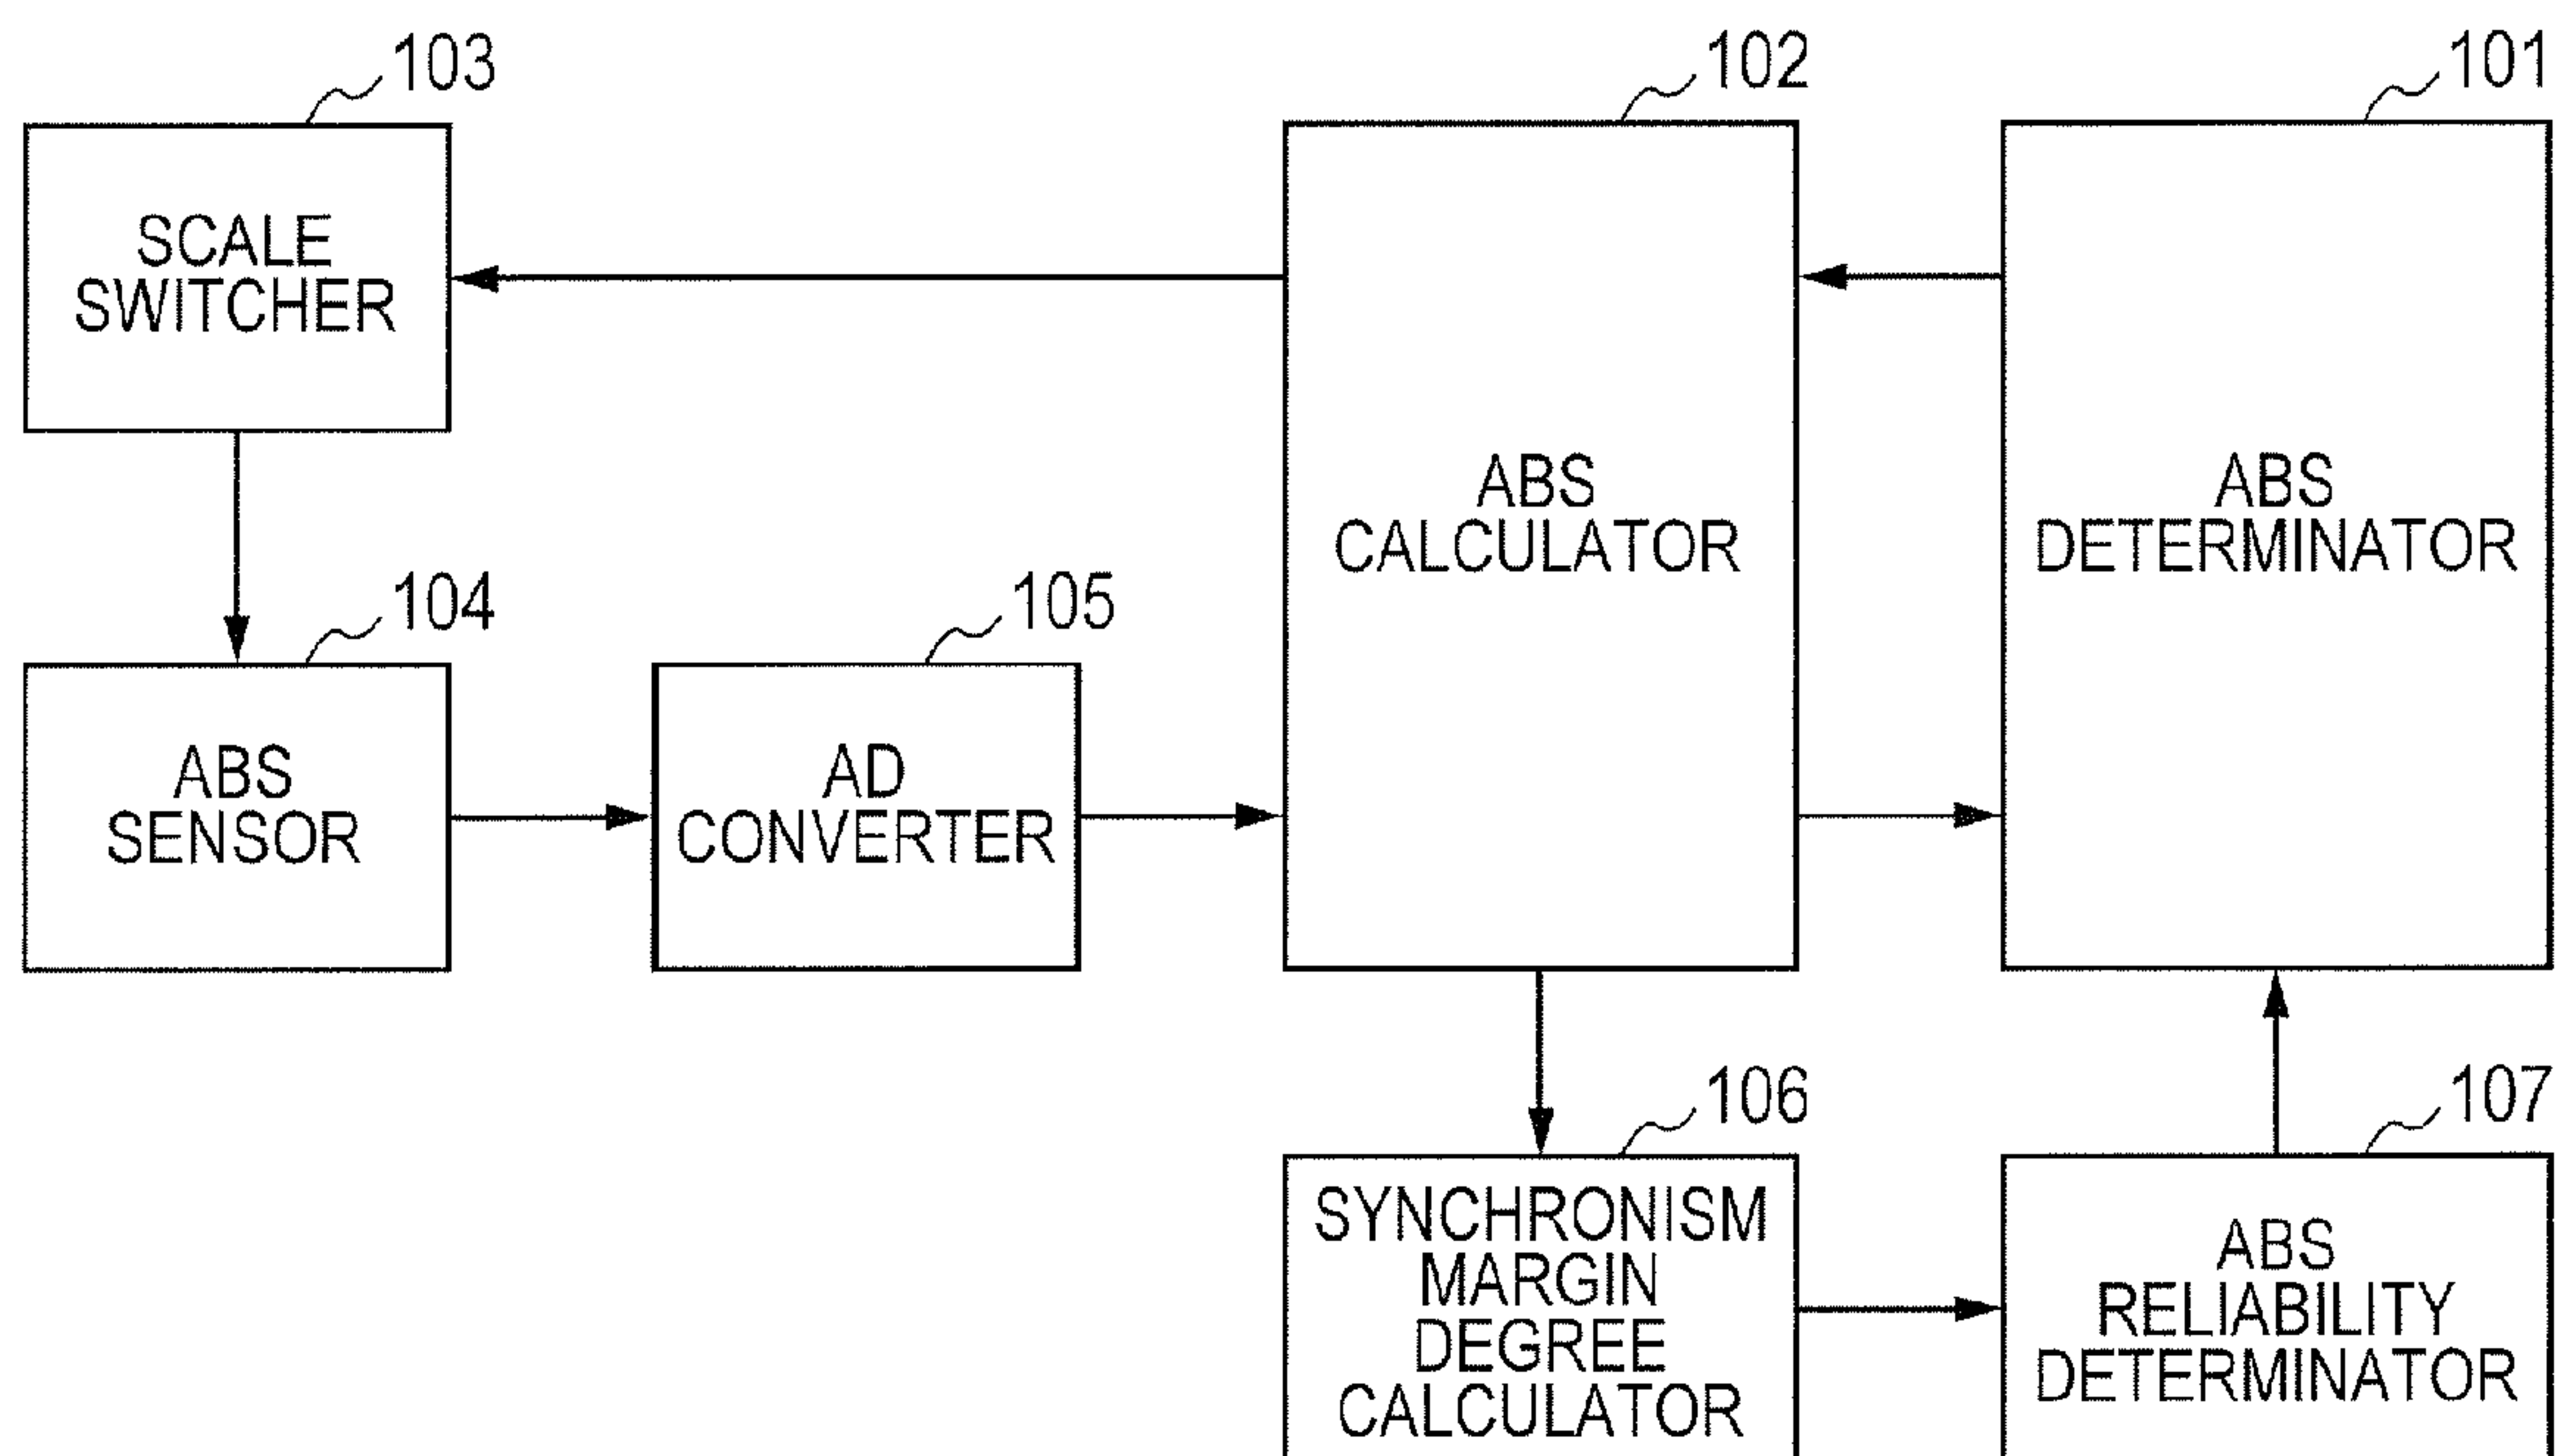 103
102
101
SCALE
SWITCHER
ABS
CALCULATOR
ABS
DETERMINATOR
104
105
ABS
SENSOR
AD
CONVERTER
106
107
SYNCHRONISM
MARGIN
DEGREE
CALCULATOR
ABS
RELIABILITY
DETERMINATOR